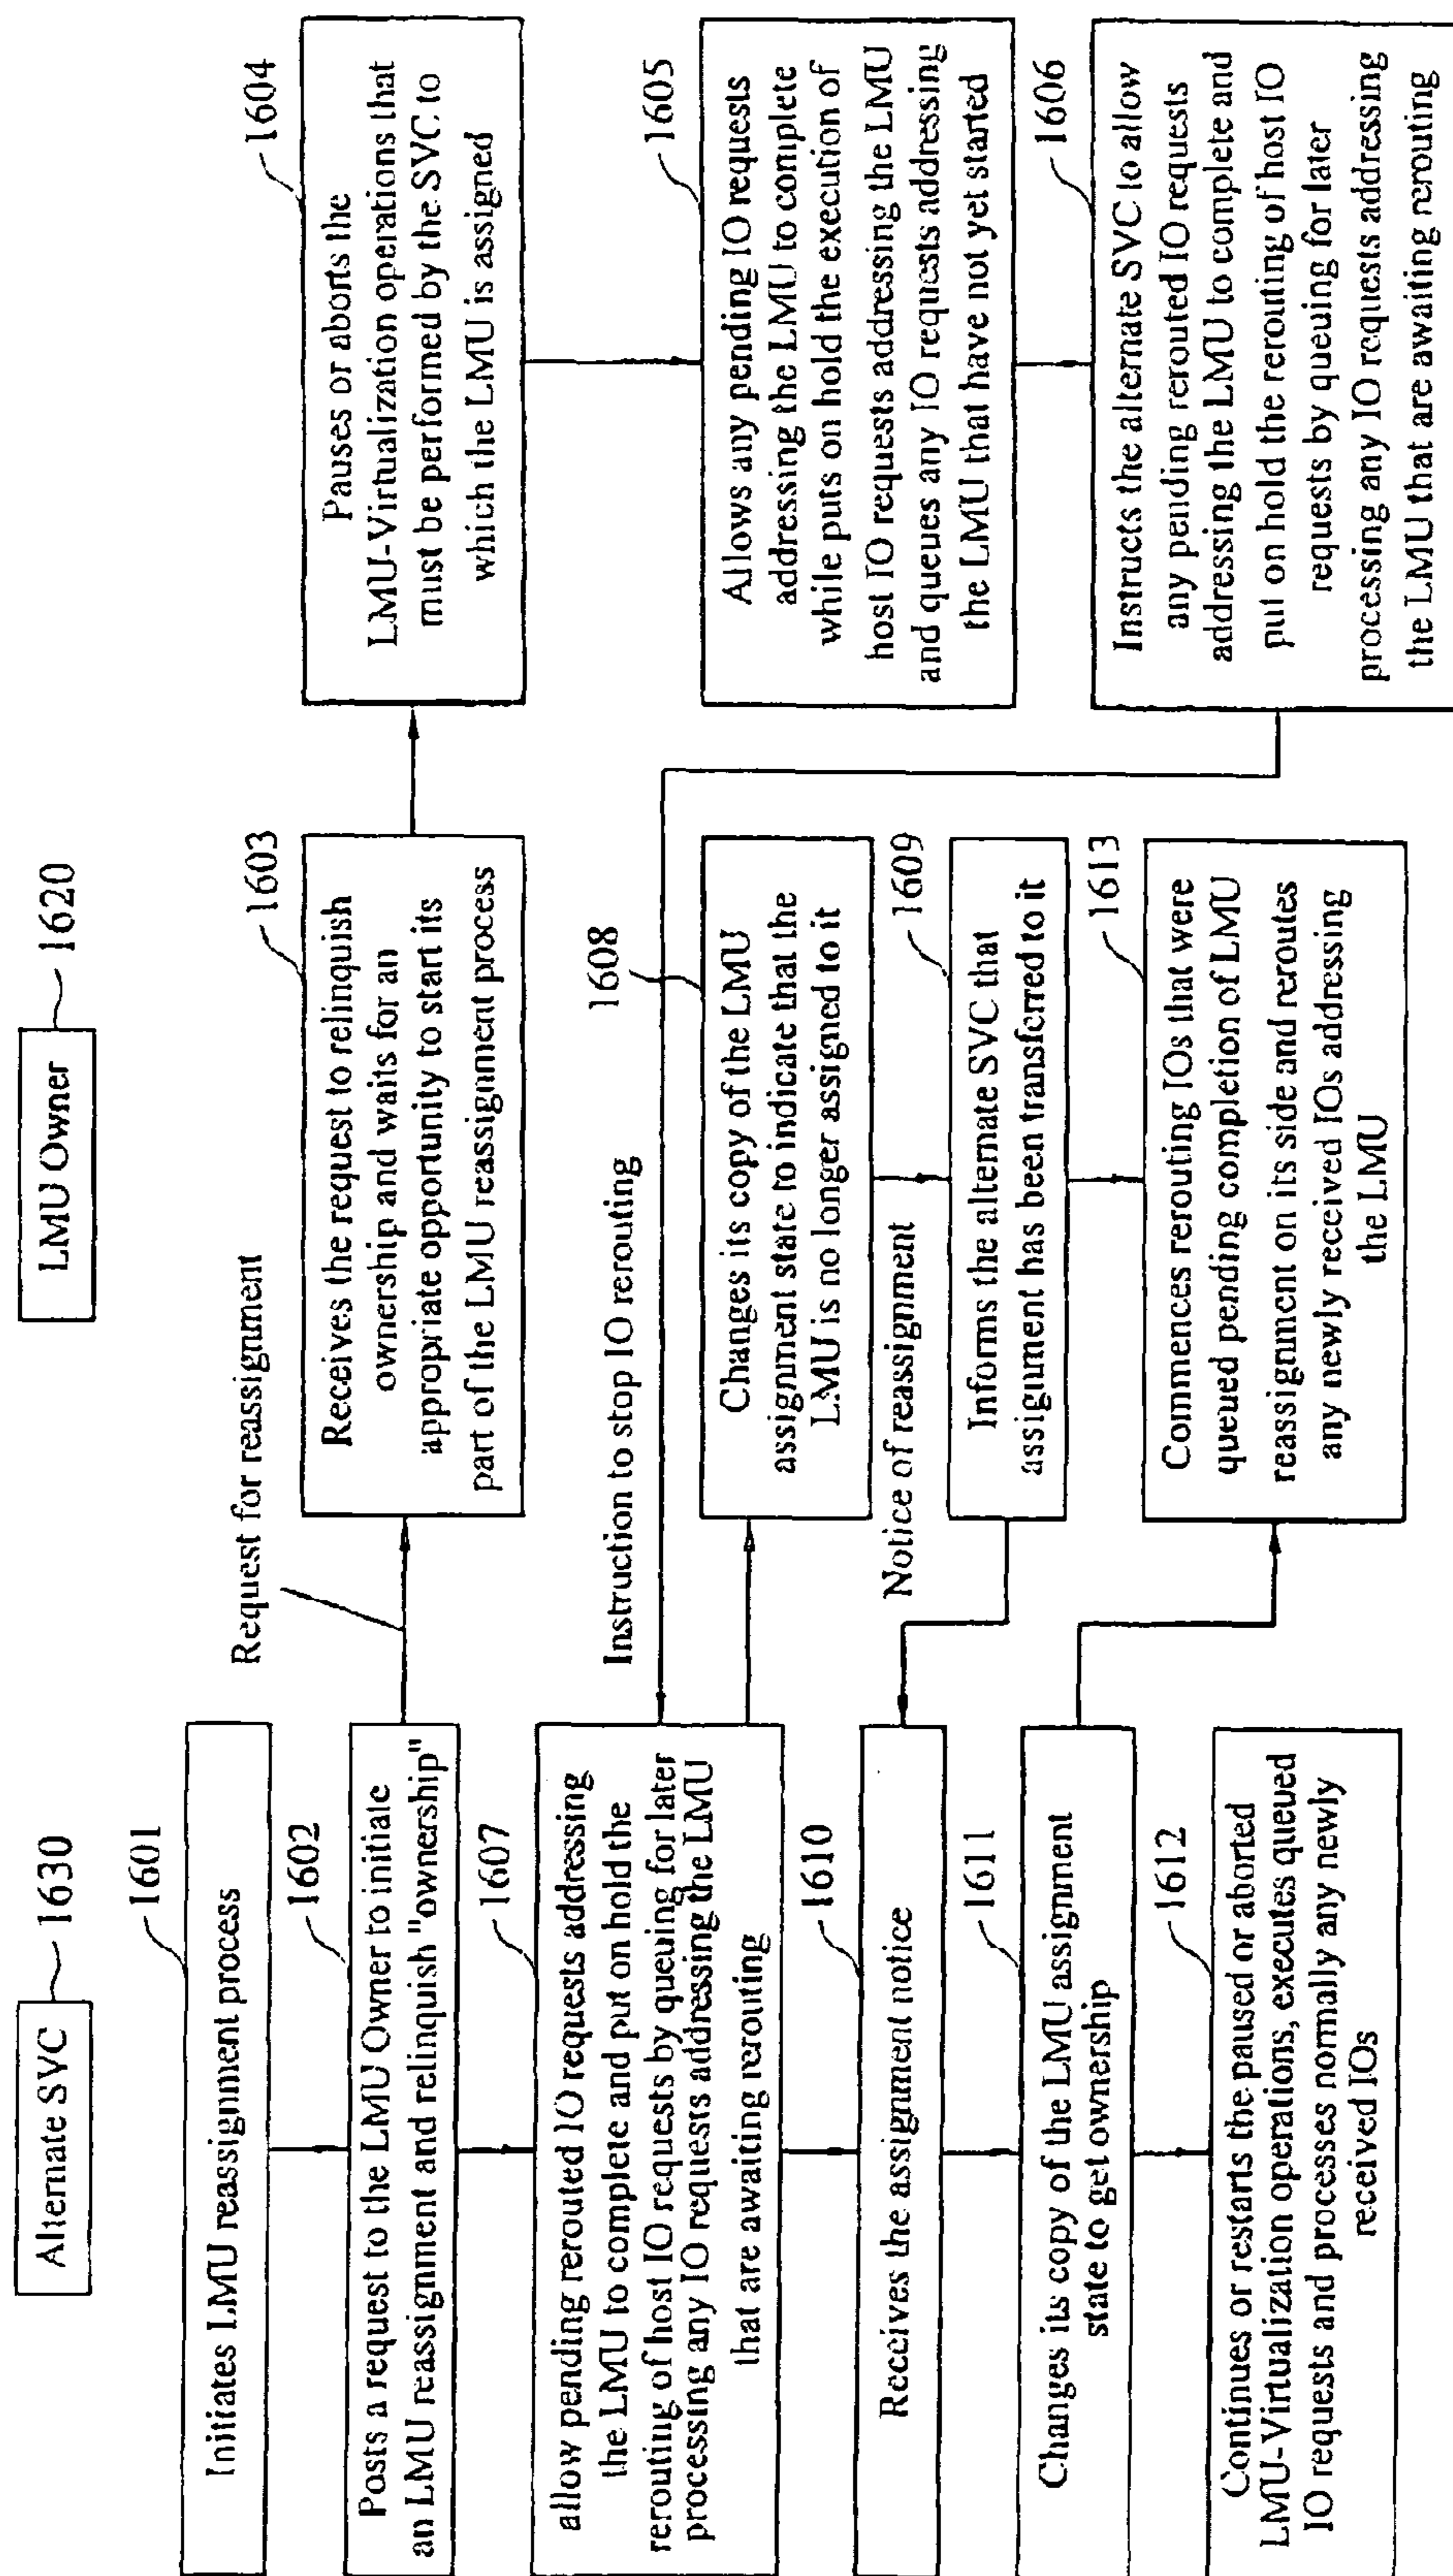 Alternate SVC
1630
LMU Owner
1620
1601
Initiates LMU reassignment process
1602
Posts a request to the LMU Owner to initiate
an LMU reassignment and relinquish "ownership"
Request for reassignment
1603
Receives the request to relinquish
ownership and waits for an
appropriate opportunity to start its
part of the LMU reassignment process
1604
Pauses or aborts the
LMU-Virtualization operations that
must be performed by the SVC to
which the LMU is assigned
1605
Allows any pending IO requests
addressing the LMU to complete
while puts on hold the execution of
host IO requests addressing the LMU
and queues any IO requests addressing
the LMU that have not yet started
1606
Instructs the alternate SVC to allow
any pending rerouted IO requests
addressing the LMU to complete and
put on hold the rerouting of host IO
requests by queuing for later
processing any IO requests addressing
the LMU that are awaiting rerouting
Instruction to stop IO rerouting
1607
allow pending rerouted IO requests addressing
the LMU to complete and put on hold the
rerouting of host IO requests by queuing for later
processing any IO requests addressing the LMU
that are awaiting rerouting
1608
Changes its copy of the LMU
assignment state to indicate that the
LMU is no longer assigned to it
1609
Notice of reassignment
Informs the alternate SVC that
assignment has been transferred to it
1610
Receives the assignment notice
1611
Changes its copy of the LMU assignment
state to get ownership
1612
Continues or restarts the paused or aborted
LMU-Virtualization operations, executes queued
IO requests and processes normally any newly
received IOs
1613
Commences rerouting IOs that were
queued pending completion of LMU
reassignment on its side and reroutes
any newly received IOs addressing
the LMU